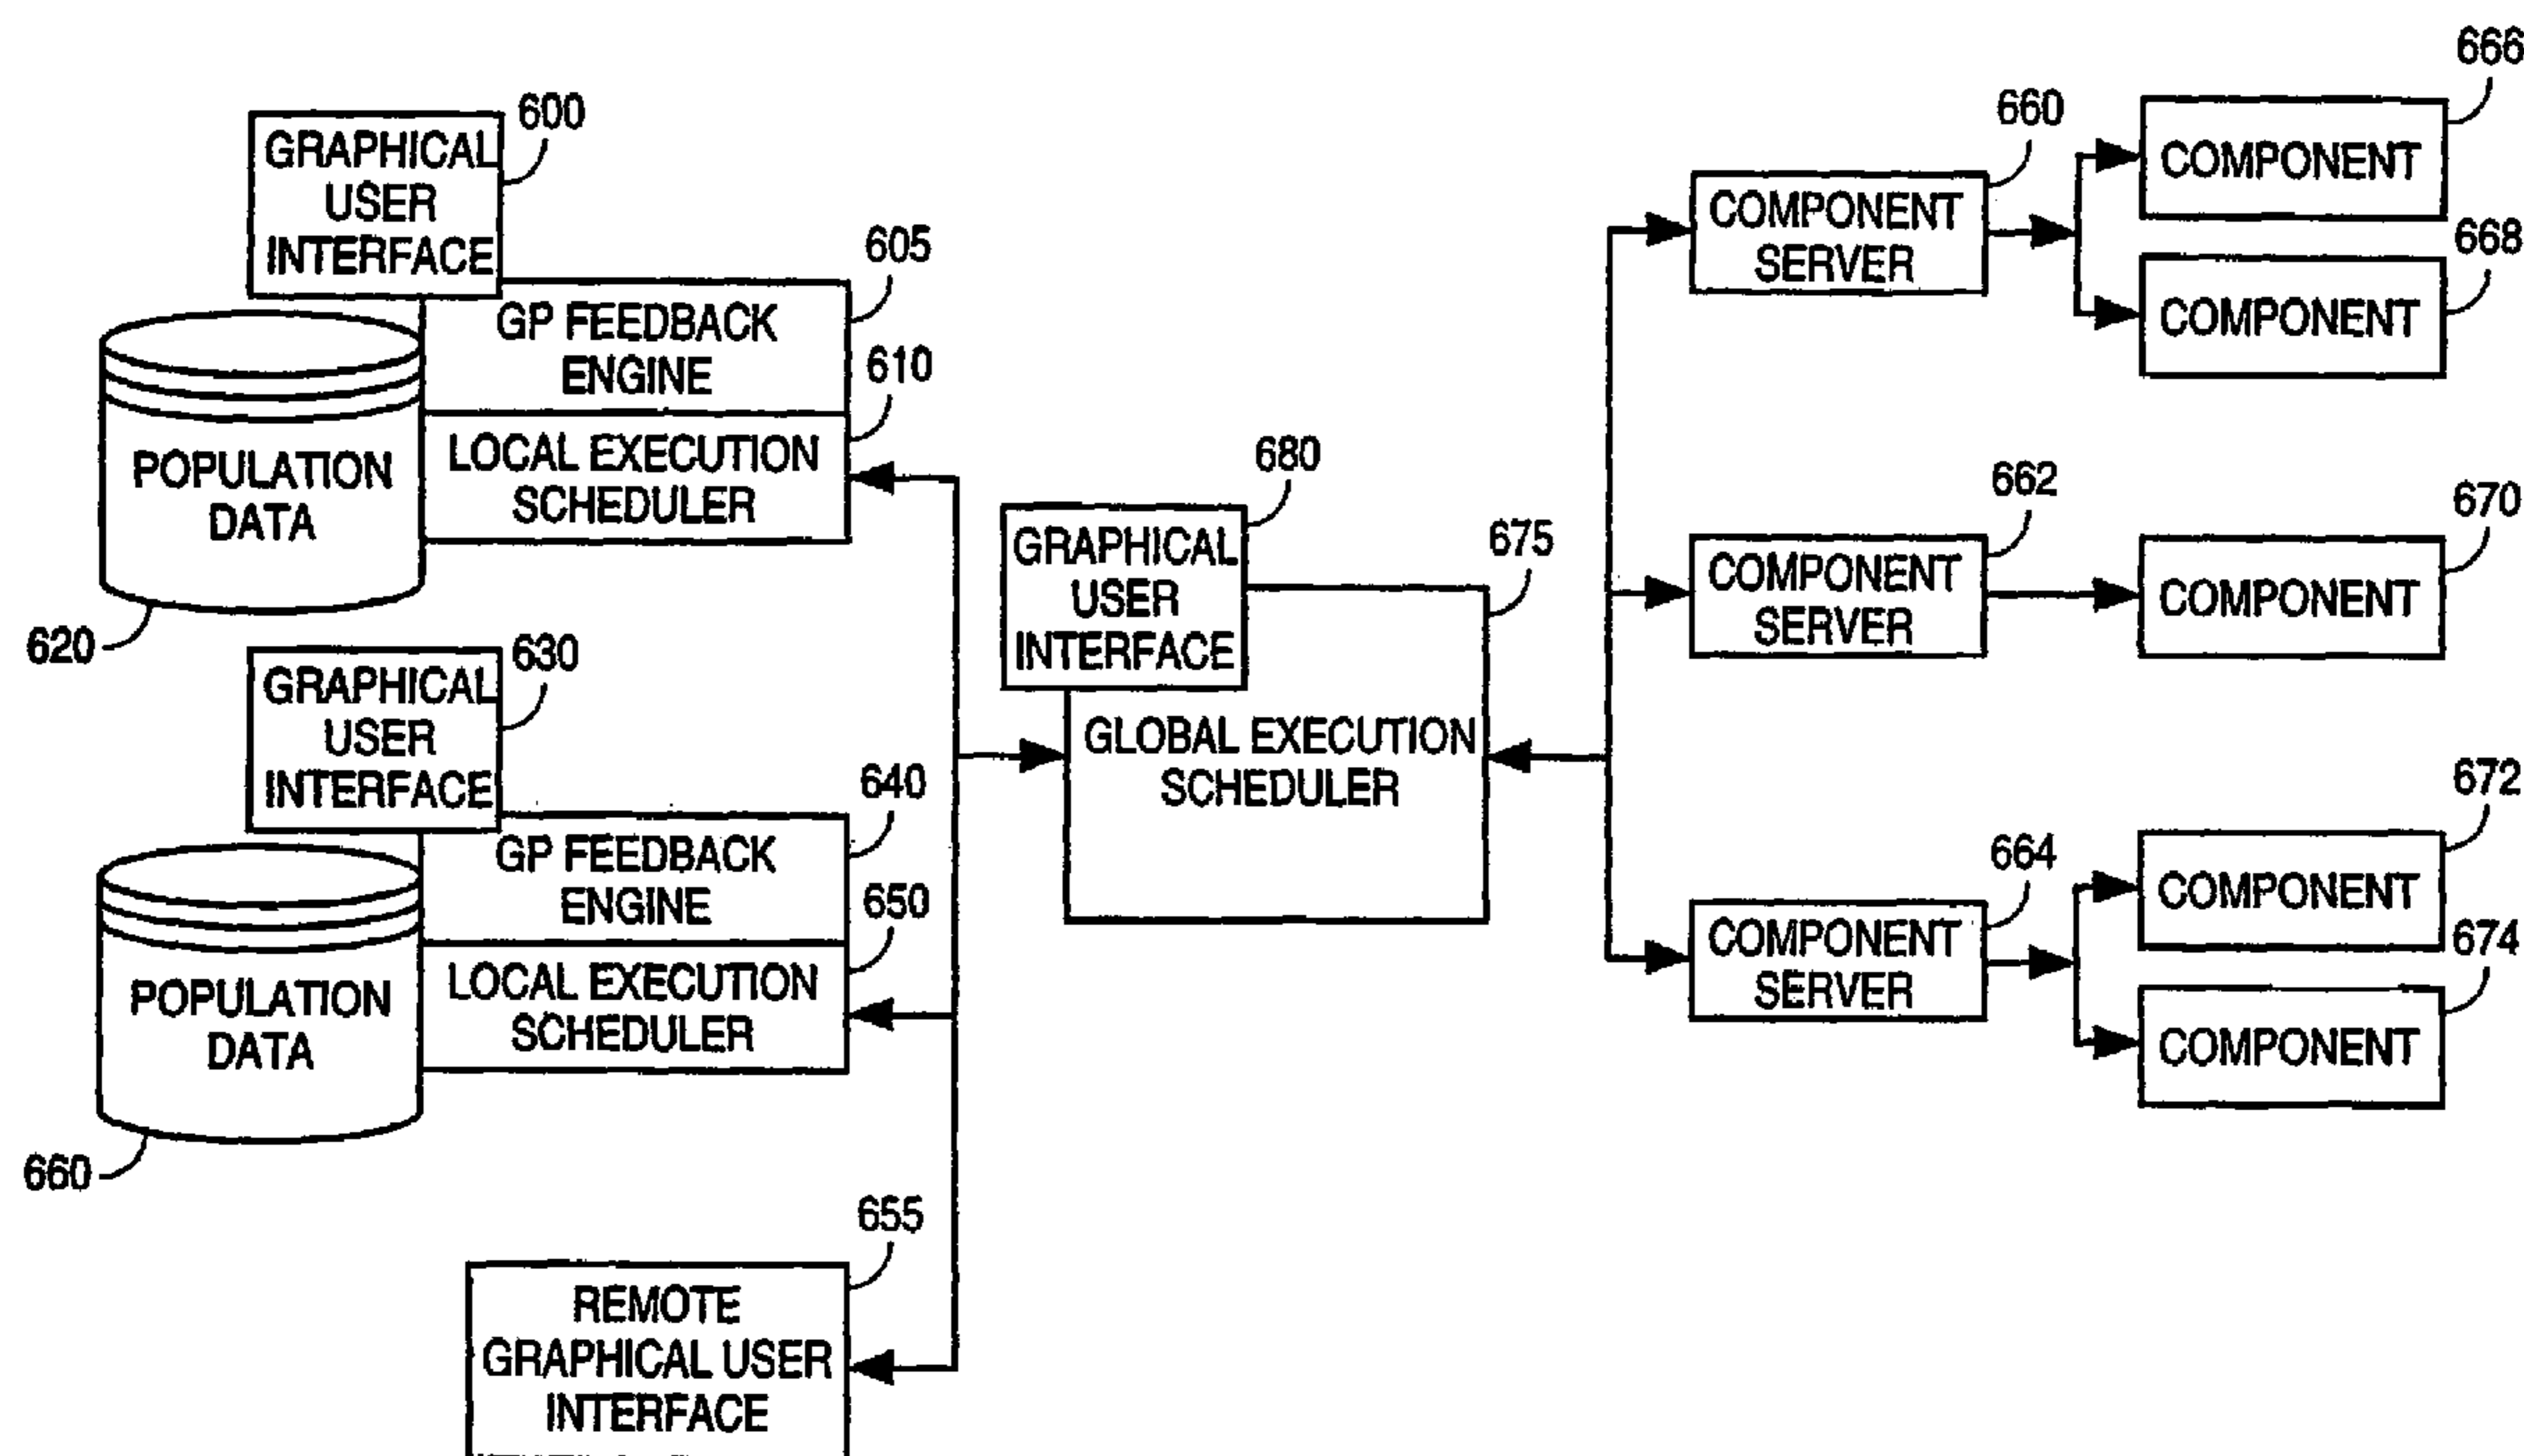 600
GRAPHICAL
USER
INTERFACE
605
GP FEEDBACK
ENGINE
610
LOCAL EXECUTION
SCHEDULER
POPULATION
DATA
620
630
GRAPHICAL
USER
INTERFACE
640
GP FEEDBACK
ENGINE
650
LOCAL EXECUTION
SCHEDULER
POPULATION
DATA
660
655
REMOTE
GRAPHICAL USER
INTERFACE
680
GRAPHICAL
USER
INTERFACE
675
GLOBAL EXECUTION
SCHEDULER
660
COMPONENT
SERVER
666
COMPONENT
668
COMPONENT
662
COMPONENT
SERVER
670
COMPONENT
664
COMPONENT
SERVER
672
COMPONENT
674
COMPONENT